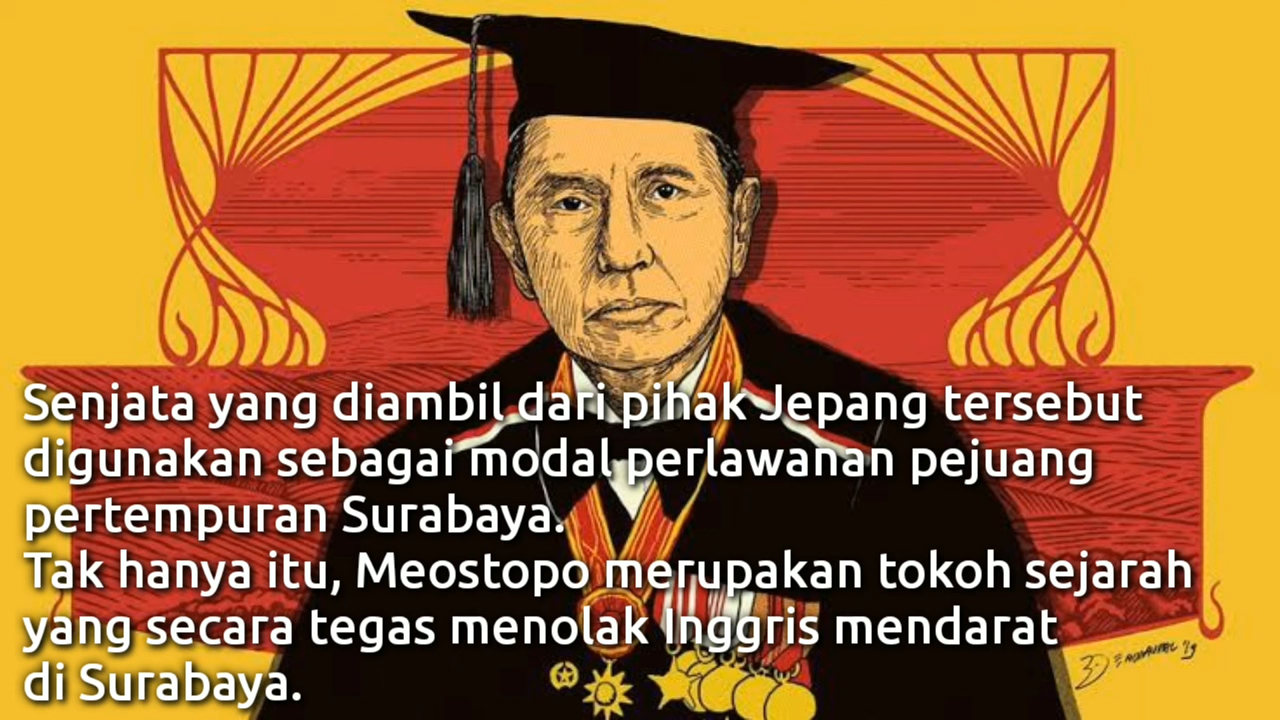 Senjata yang diambil dari pihak Jepang tersebut
digunakan sebagai modal perlawanan pejuang
pertempuran Surabaya.
Tak hanya itu, Meostopo merupakan tokoh sejarah
yang secara tegas menolak Inggris mendarat
di Surabaya.